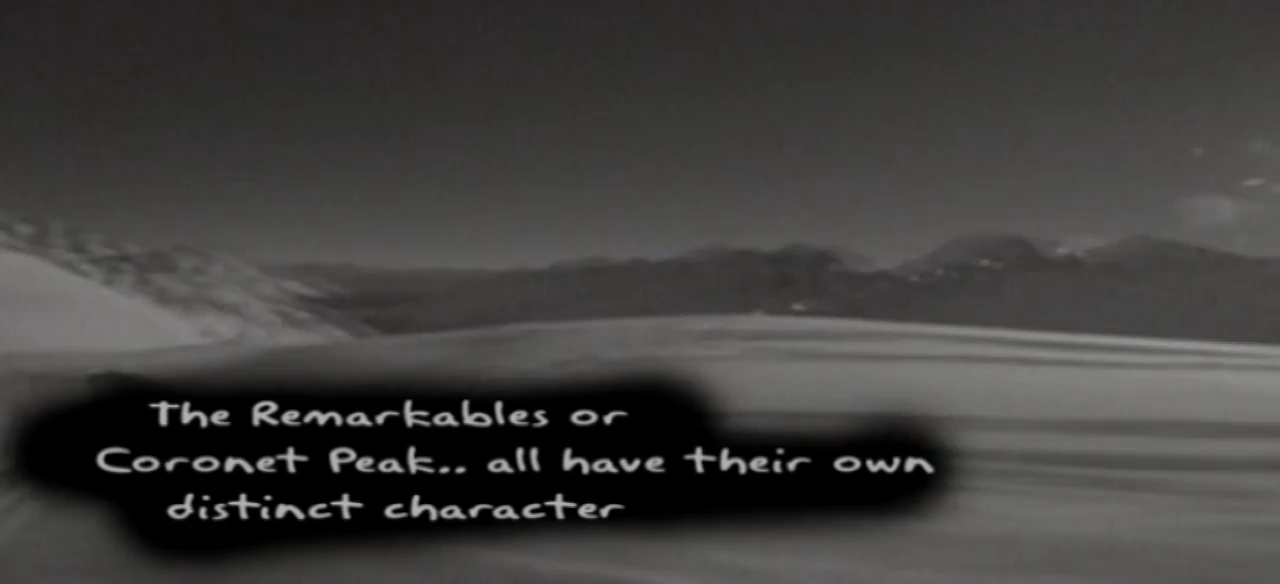 The Remarkables or
Coronet Peak.. all have their own
distinct character